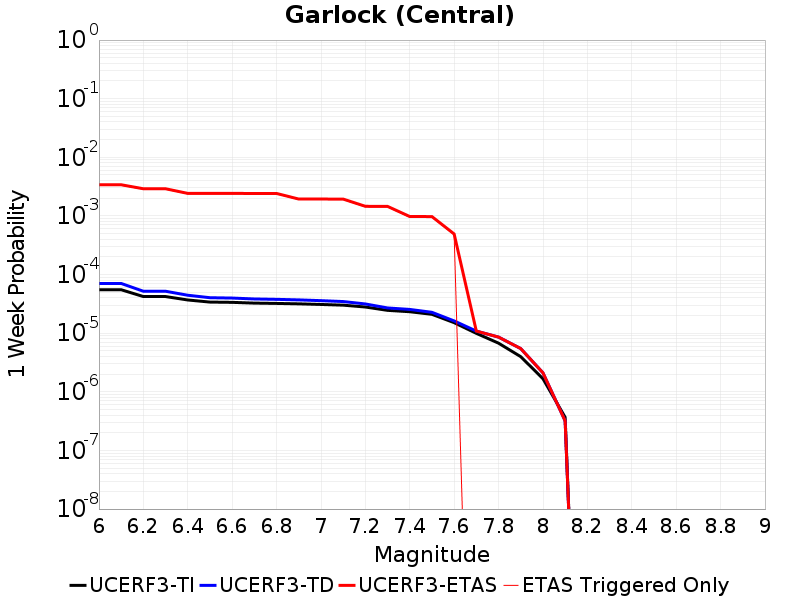 Garlock (Central)
1 Week Probability
10^0
10^-1
10^-2
10^-3
10^-4
10^-5
10^-6
10^-7
10^-8
6 6.2 6.4 6.6 6.8 7 7.2 7.4 7.6 7.8 8 8.2 8.4 8.6 8.8 9
Magnitude
UCERF3-TI UCERF3-TD UCERF3-ETAS ETAS Triggered Only